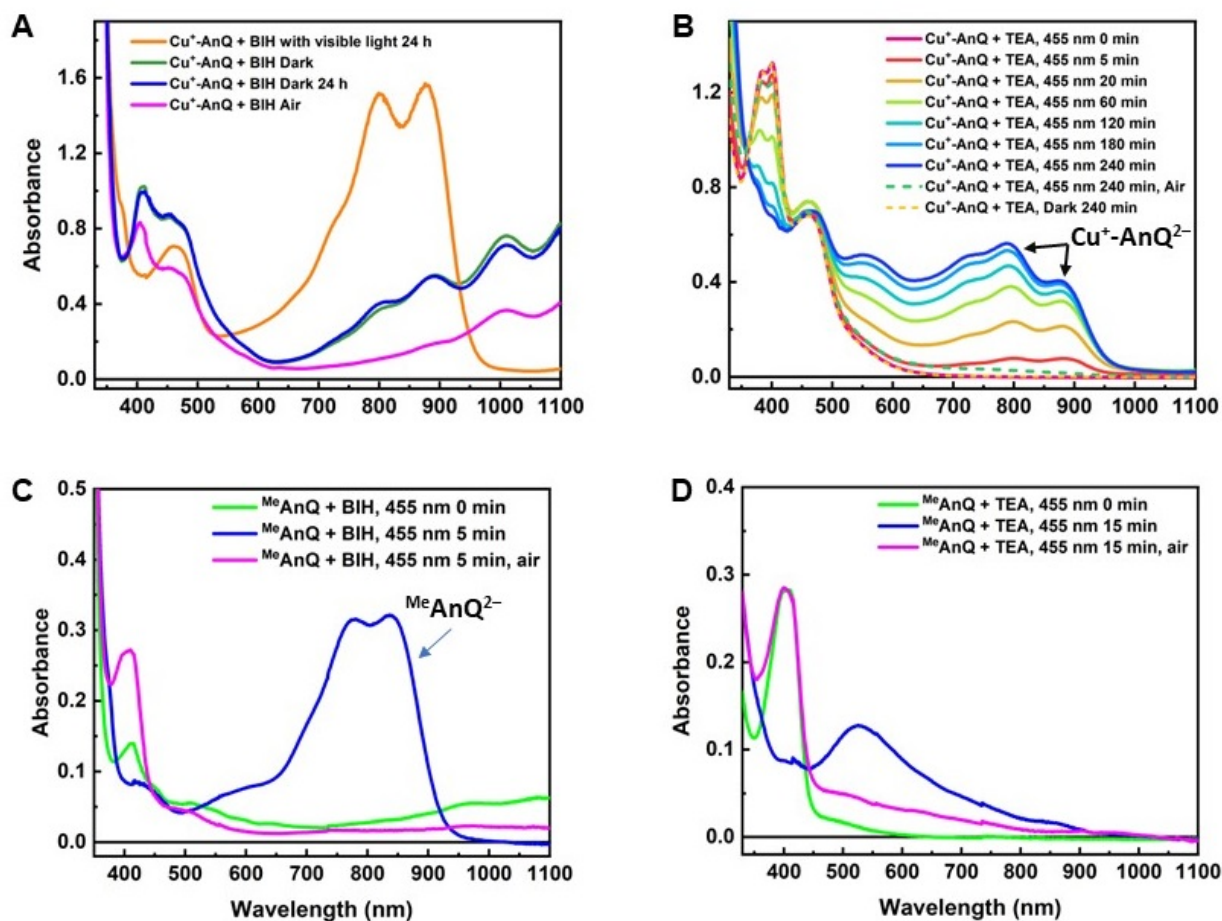 A
Cu⁺-AnQ + BIH with visible light 24 h
Cu⁺-AnQ + BIH Dark
Cu⁺-AnQ + BIH Dark 24 h
Cu⁺-AnQ + BIH Air
Absorbance
1.6
1.2
0.8
0.4
0.0
400 500 600 700 800 900 1000 1100
B
Cu⁺-AnQ + TEA, 455 nm 0 min
Cu⁺-AnQ + TEA, 455 nm 5 min
Cu⁺-AnQ + TEA, 455 nm 20 min
Cu⁺-AnQ + TEA, 455 nm 60 min
Cu⁺-AnQ + TEA, 455 nm 120 min
Cu⁺-AnQ + TEA, 455 nm 180 min
Cu⁺-AnQ + TEA, 455 nm 240 min
Cu⁺-AnQ + TEA, 455 nm 240 min, Air
Cu⁺-AnQ + TEA, Dark 240 min
Cu⁺-AnQ²⁻
Absorbance
1.2
0.8
0.4
0.0
400 500 600 700 800 900 1000 1100
C
ᴹᵉAnQ + BIH, 455 nm 0 min
ᴹᵉAnQ + BIH, 455 nm 5 min
ᴹᵉAnQ + BIH, 455 nm 5 min, air
ᴹᵉAnQ²⁻
Absorbance
0.5
0.4
0.3
0.2
0.1
0.0
400 500 600 700 800 900 1000 1100
Wavelength (nm)
D
ᴹᵉAnQ + TEA, 455 nm 0 min
ᴹᵉAnQ + TEA, 455 nm 15 min
ᴹᵉAnQ + TEA, 455 nm 15 min, air
Absorbance
0.4
0.3
0.2
0.1
0.0
400 500 600 700 800 900 1000 1100
Wavelength (nm)